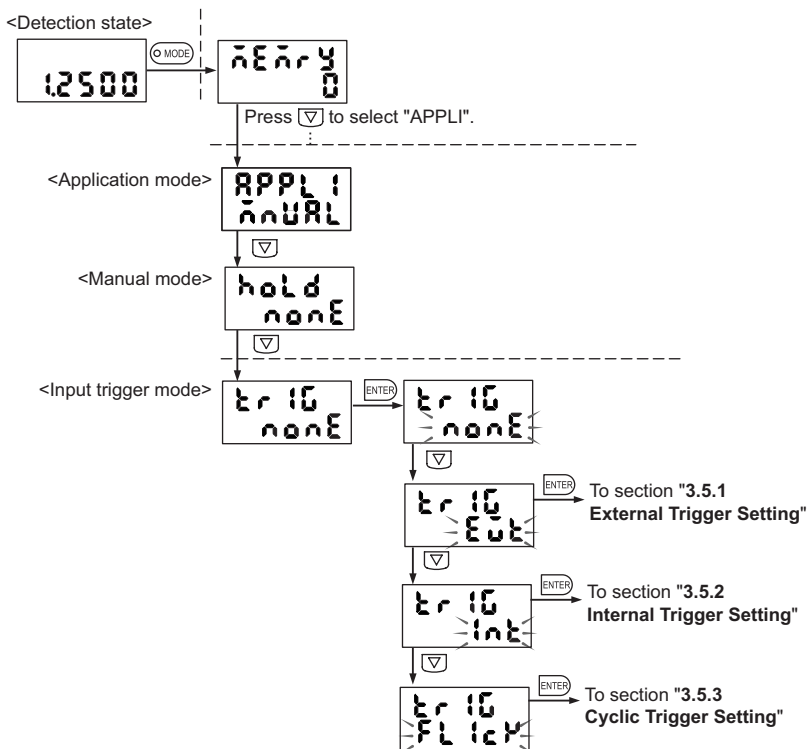 <Detection state>
1.2500
MODE
mEmry
0
Press to select "APPLI".
<Application mode>
APPLI
mnUAL
<Manual mode>
hoLd
nonE
<Input trigger mode>
trIG
nonE
ENTER
trIG
nonE
trIG
Eut
ENTER
To section "3.5.1
External Trigger Setting"
trIG
Int
ENTER
To section "3.5.2
Internal Trigger Setting"
trIG
FLIcK
ENTER
To section "3.5.3
Cyclic Trigger Setting"